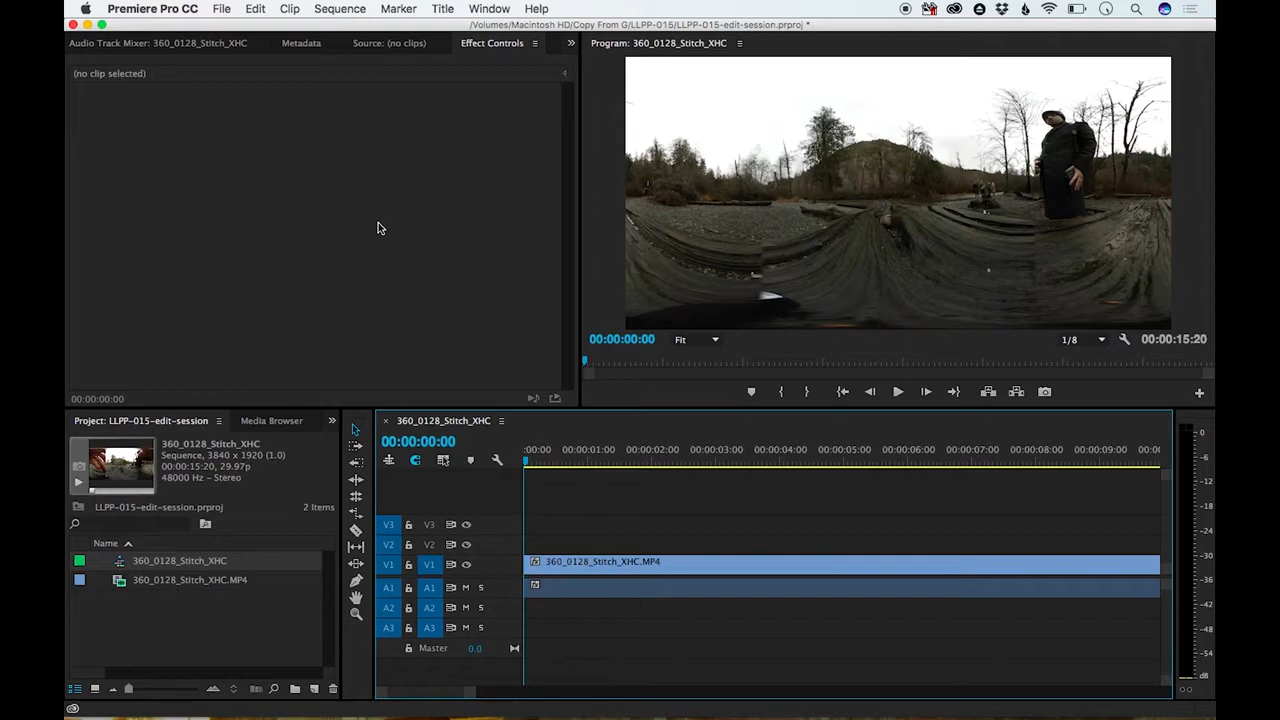 Premiere Pro CC File Edit Clip Sequence Marker Title Window Help
/Volumes/Macintosh HD/Copy From G/LLPP-015/LLPP-015-edit-session.prproj *
Audio Track Mixer: 360_0128_Stitch_XHC Metadata Source: (no clips) Effect Controls
Program: 360_0128_Stitch_XHC
(no clip selected)
00:00:00:00 Fit 1/8 00:00:15:20
00:00:00:00
Project: LLPP-015-edit-session Media Browser
360_0128_Stitch_XHC
Sequence, 3840 x 1920 (1.0)
00:00:15:20, 29.97p
48000 Hz - Stereo
LLPP-015-edit-session.prproj 2 Items
Name
360_0128_Stitch_XHC
360_0128_Stitch_XHC.MP4
360_0128_Stitch_XHC
00:00:00:00
:00:00 00:00:01:00 00:00:02:00 00:00:03:00 00:00:04:00 00:00:05:00 00:00:06:00 00:00:07:00 00:00:08:00 00:00:09:00 00:0
V3 V3
V2 V2
V1 V1 360_0128_Stitch_XHC.MP4
A1 A1 M S
A2 A2 M S
A3 A3 M S
Master 0.0
0
-6
-12
-18
-24
-30
-36
-42
-48
-54
dB